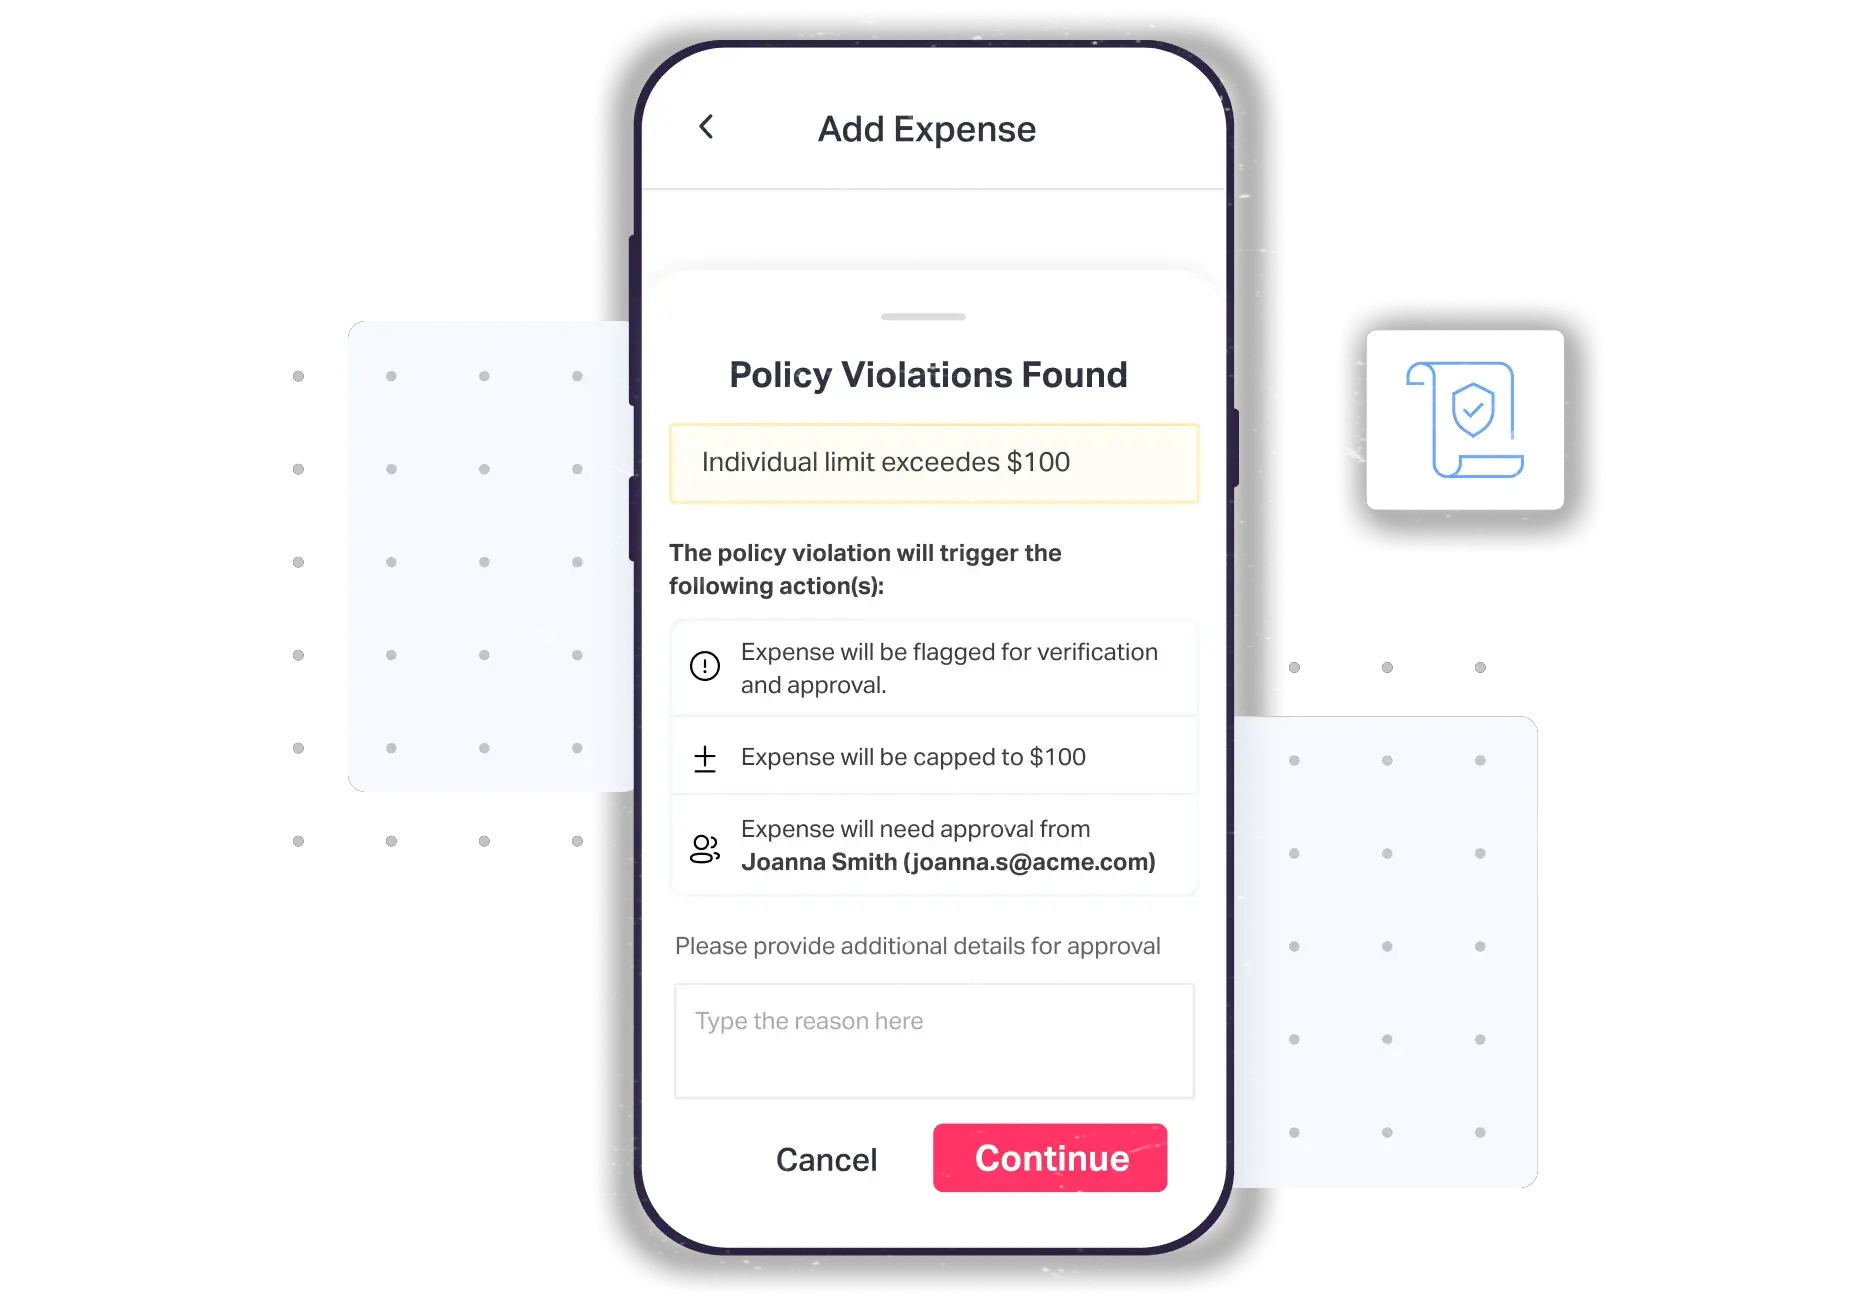 Add Expense
Policy Violations Found
Individual limit exceedes $100
The policy violation will trigger the
following action(s):
Expense will be flagged for verification
and approval.
Expense will be capped to $100
Expense will need approval from
Joanna Smith (joanna.s@acme.com)
Please provide additional details for approval
Type the reason here
Cancel
Continue